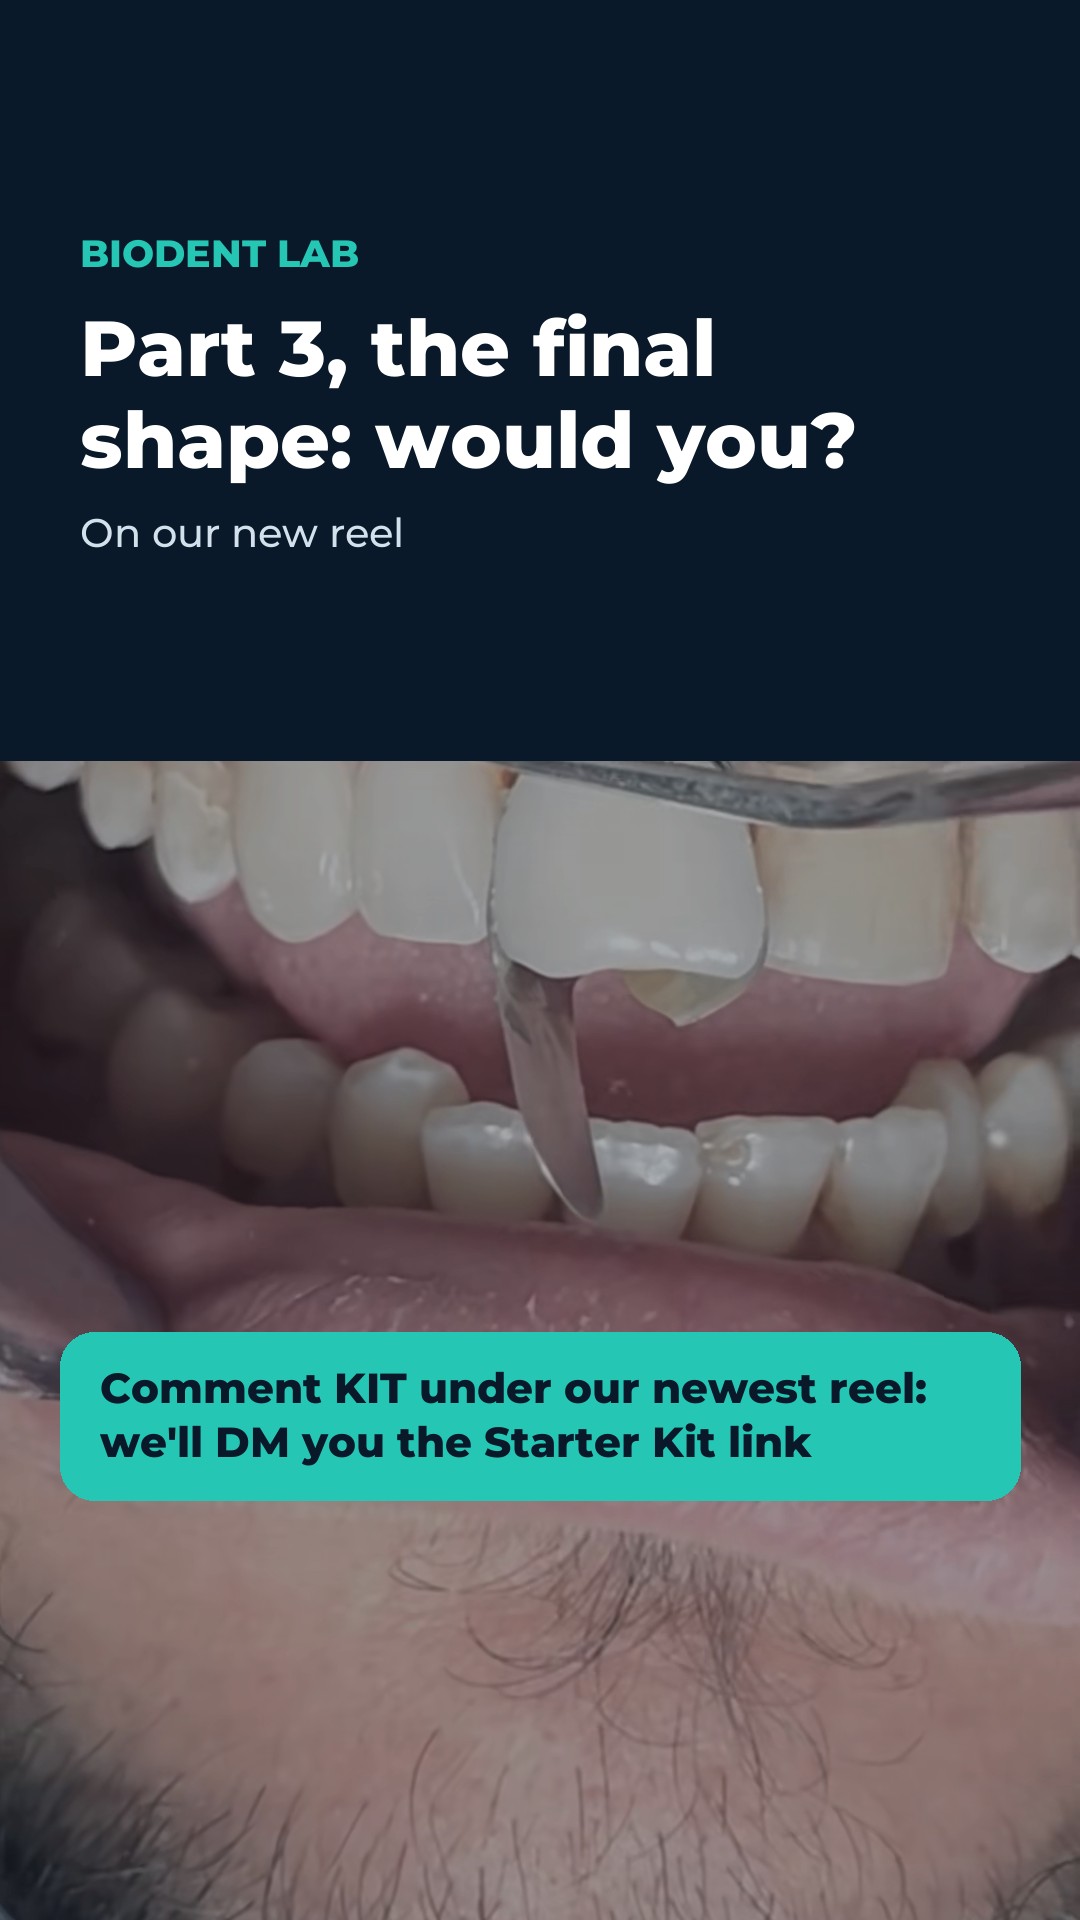 BIODENT LAB
Part 3, the final
shape: would you?
On our new reel
Comment KIT under our newest reel:
we'll DM you the Starter Kit link